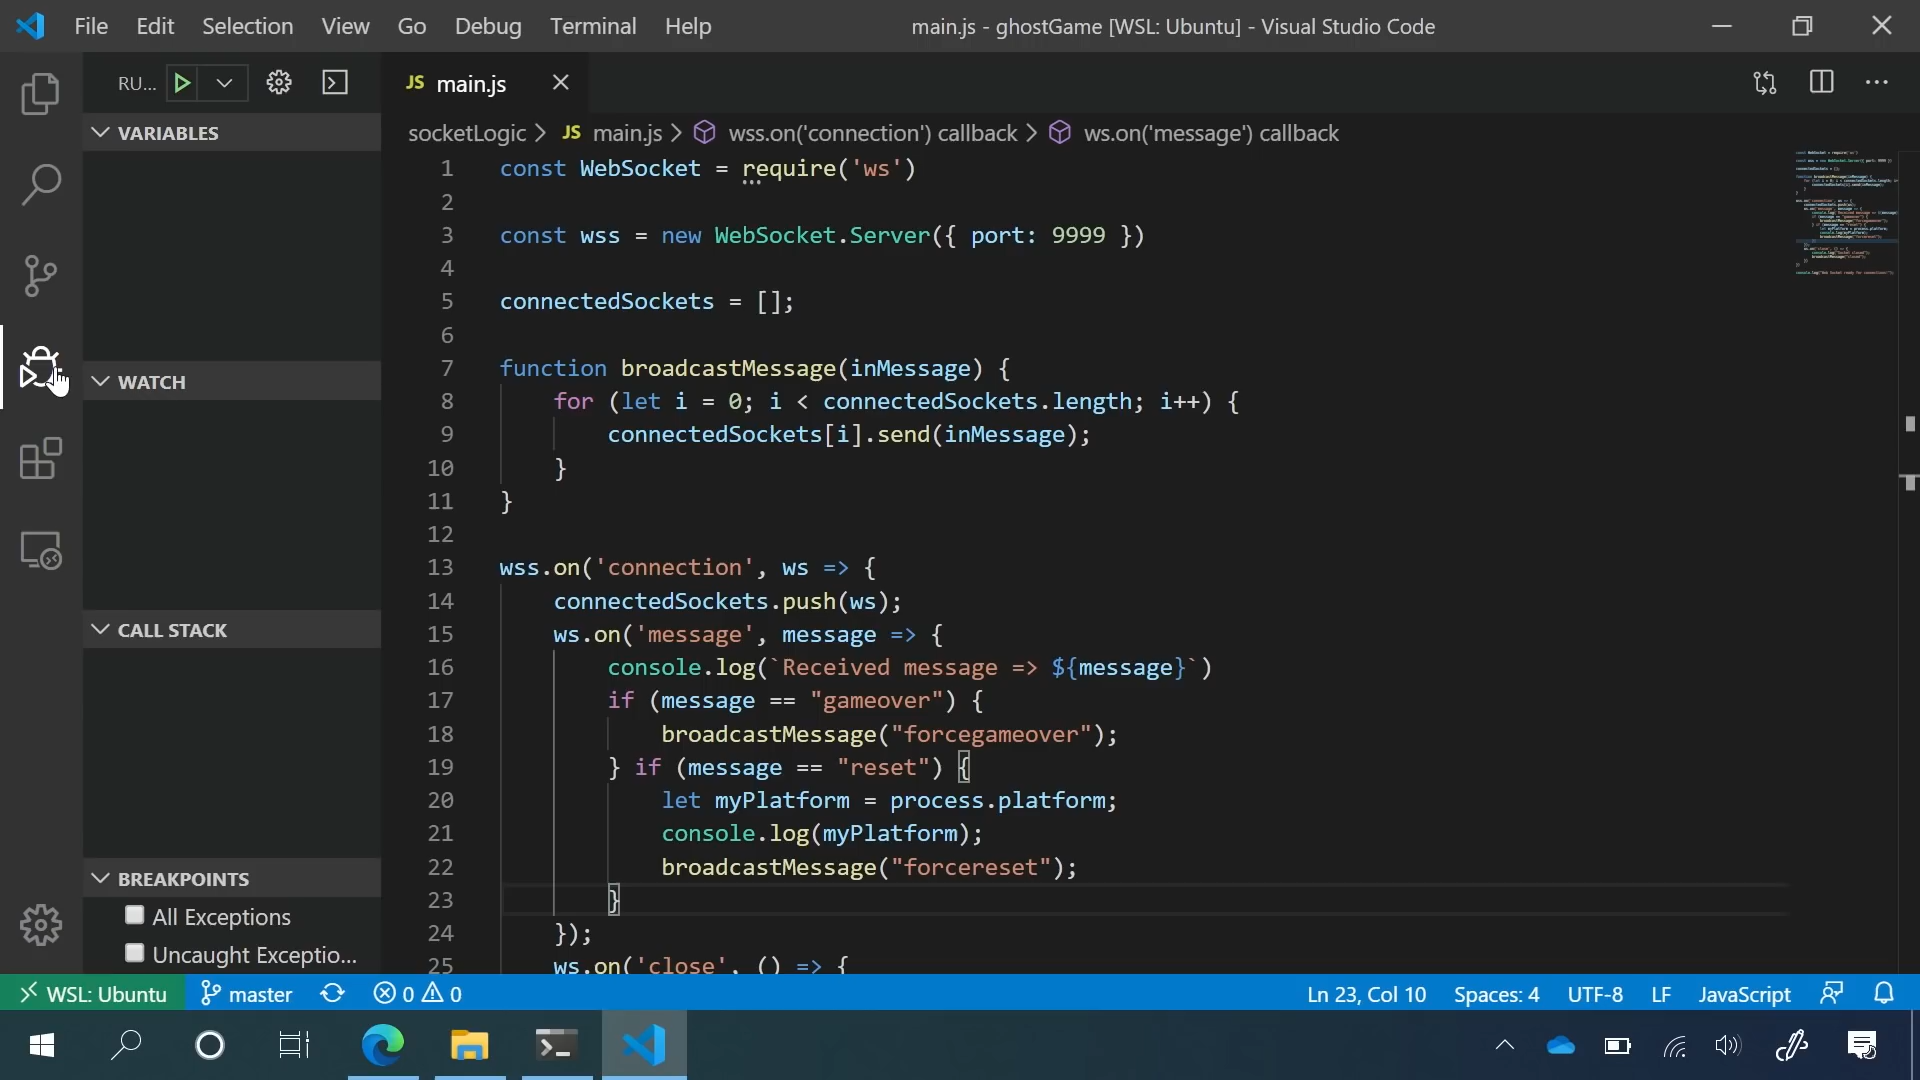 File Edit Selection View Go Debug Terminal Help main.js - ghostGame [WSL: Ubuntu] - Visual Studio Code
RU... JS main.js
socketLogic > JS main.js > wss.on('connection') callback > ws.on('message') callback
VARIABLES
WATCH
CALL STACK
BREAKPOINTS
All Exceptions
Uncaught Exceptio...
1 const WebSocket = require('ws')
2
3 const wss = new WebSocket.Server({ port: 9999 })
4
5 connectedSockets = [];
6
7 function broadcastMessage(inMessage) {
8 for (let i = 0; i < connectedSockets.length; i++) {
9 connectedSockets[i].send(inMessage);
10 }
11 }
12
13 wss.on('connection', ws => {
14 connectedSockets.push(ws);
15 ws.on('message', message => {
16 console.log(`Received message => ${message}`)
17 if (message == "gameover") {
18 broadcastMessage("forcegameover");
19 } if (message == "reset") {
20 let myPlatform = process.platform;
21 console.log(myPlatform);
22 broadcastMessage("forcereset");
23 }
24 });
25 ws.on('close', () => {
WSL: Ubuntu master 0 0 Ln 23, Col 10 Spaces: 4 UTF-8 LF JavaScript